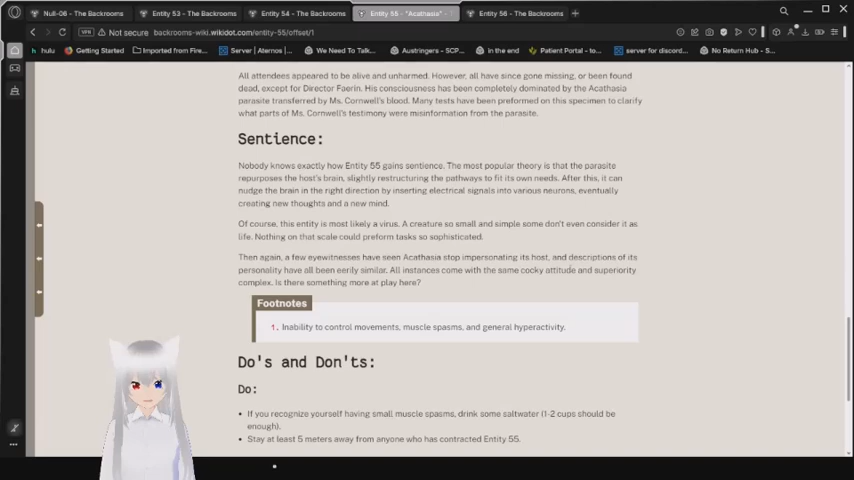 Null-06 - The Backrooms
Entity 53 - The Backrooms
Entity 54 - The Backrooms
Entity 55 - "Acathasia" - T
Entity 56 - The Backrooms
VPN
Not secure
backrooms-wiki.wikidot.com/entity-55/offset/1
hulu
Getting Started
Imported from Fire...
Server | Aternos |
We Need To Talk...
Austringers - SCP...
in the end
Patient Portal - to...
server for discord...
No Return Hub - Th...
All attendees appeared to be alive and unharmed. However, all have since gone missing, or been found
dead, except for Director Faerin. His consciousness has been completely dominated by the Acathasia
parasite transferred by Ms. Cornwell's blood. Many tests have been preformed on this specimen to clarify
what parts of Ms. Cornwell's testimony were misinformation from the parasite.
Sentience:
Nobody knows exactly how Entity 55 gains sentience. The most popular theory is that the parasite
repurposes the host's brain, slightly restructuring the pathways to fit its own needs. After this, it can
nudge the brain in the right direction by inserting electrical signals into various neurons, eventually
creating new thoughts and a new mind.
Of course, this entity is most likely a virus. A creature so small and simple some don't even consider it as
life. Nothing on that scale could preform tasks so sophisticated.
Then again, a few eyewitnesses have seen Acathasia stop impersonating its host, and descriptions of its
personality have all been eerily similar. All instances come with the same cocky attitude and superiority
complex. Is there something more at play here?
Footnotes
1. Inability to control movements, muscle spasms, and general hyperactivity.
Do's and Don'ts:
Do:
• If you recognize yourself having small muscle spasms, drink some saltwater (1-2 cups should be
enough).
• Stay at least 5 meters away from anyone who has contracted Entity 55.